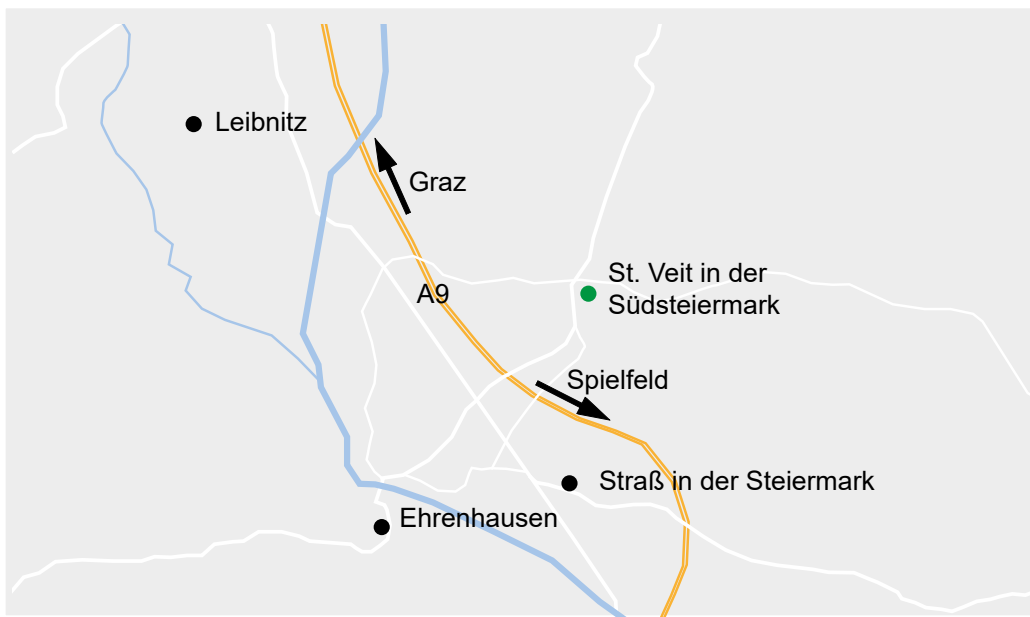 Leibnitz
Graz
St. Veit in der
Südsteiermark
A9
Spielfeld
Straß in der Steiermark
Ehrenhausen